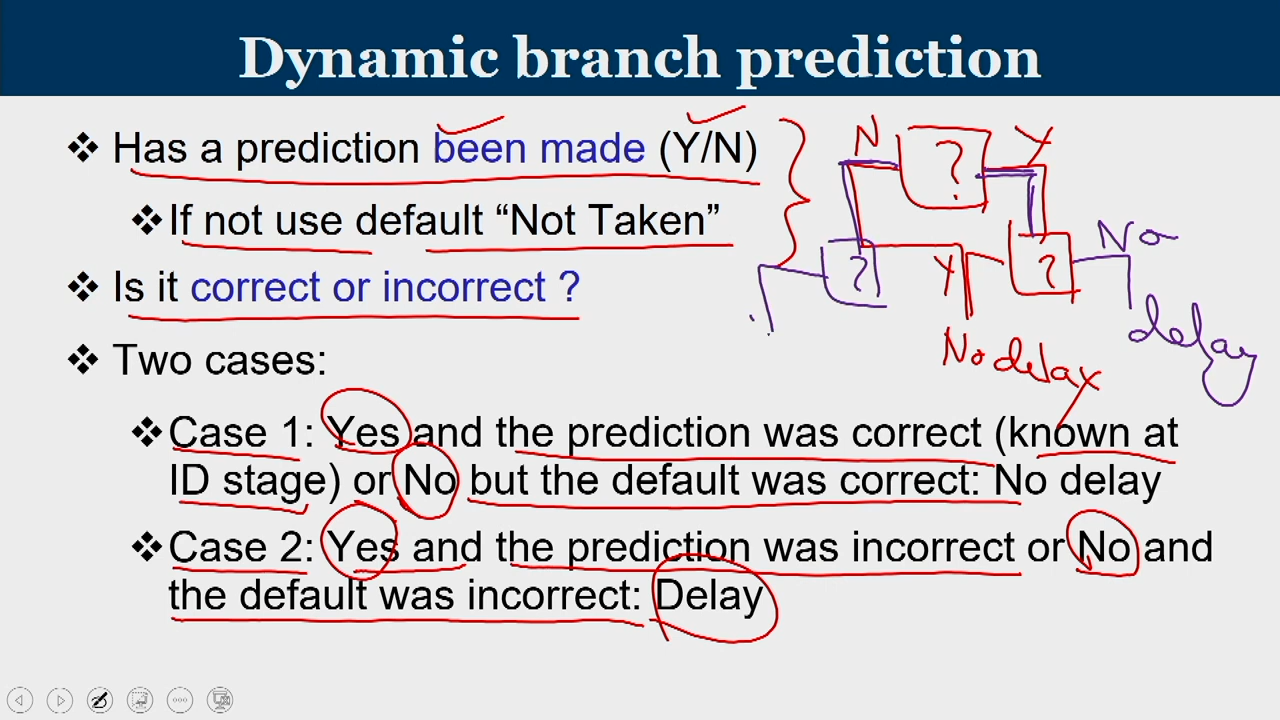 Dynamic branch prediction
❖ Has a prediction been made (Y/N)
❖If not use default “Not Taken”
❖ Is it correct or incorrect ?
❖ Two cases:
❖Case 1: Yes and the prediction was correct (known at
ID stage) or No but the default was correct: No delay
❖Case 2: Yes and the prediction was incorrect or No and
the default was incorrect: Delay
N ? Y
? Y ? No
No delay
delay